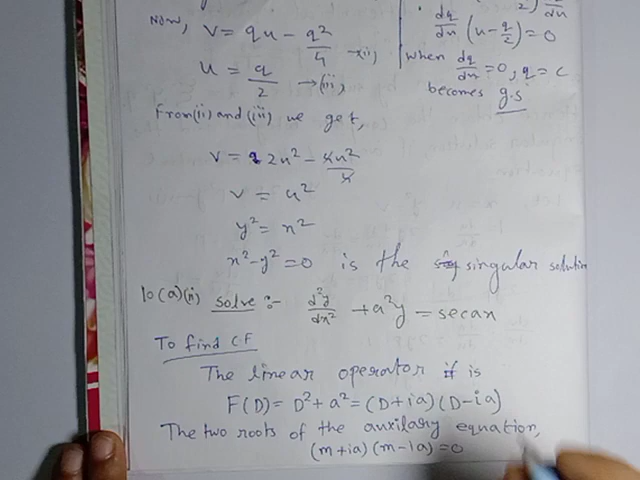 Now, v = qu - q²/4 → (ii)
u = q/2 → (iii)
From (ii) and (iii) we get,
v = 2u² - 4u²/4
v = u²
y² = x²
x² - y² = 0 is the singular solution
dq/du (u - q/2) = 0
when dq/du = 0, q = c
becomes g.s
10(a)(ii) solve :- d²y/dx² + a²y = secax
To find C.F
The linear operator is
F(D) = D² + a² = (D + ia) (D - ia)
The two roots of the auxilary equation,
(m + ia) (m - ia) = 0